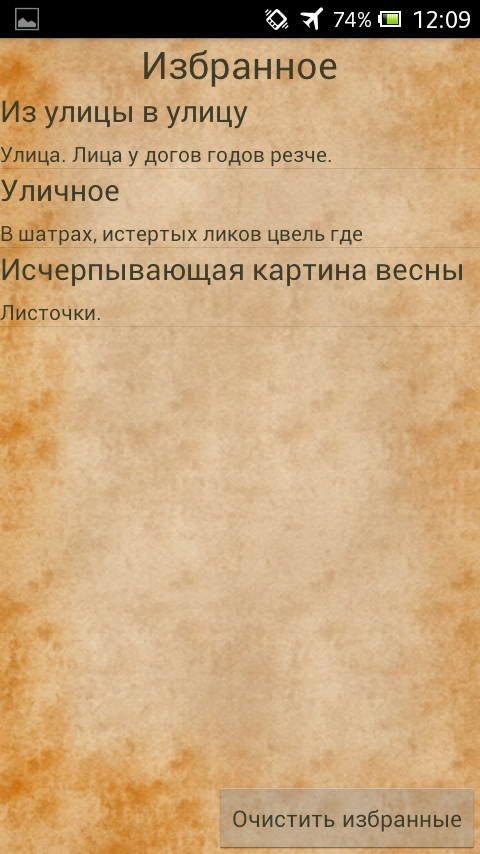 74% 12:09
Избранное
Из улицы в улицу
Улица. Лица у догов годов резче.
Уличное
В шатрах, истертых ликов цвель где
Исчерпывающая картина весны
Листочки.
Очистить избранные